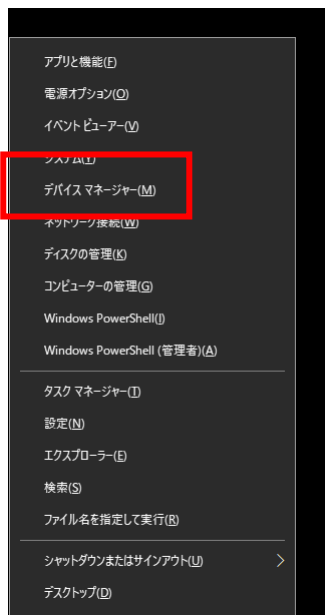 アプリと機能(F)
電源オプション(O)
イベント ビューアー(V)
システム(Y)
デバイス マネージャー(M)
ネットワーク接続(W)
ディスクの管理(K)
コンピューターの管理(G)
Windows PowerShell(I)
Windows PowerShell (管理者)(A)
タスク マネージャー(T)
設定(N)
エクスプローラー(E)
検索(S)
ファイル名を指定して実行(R)
シャットダウンまたはサインアウト(U)
デスクトップ(D)